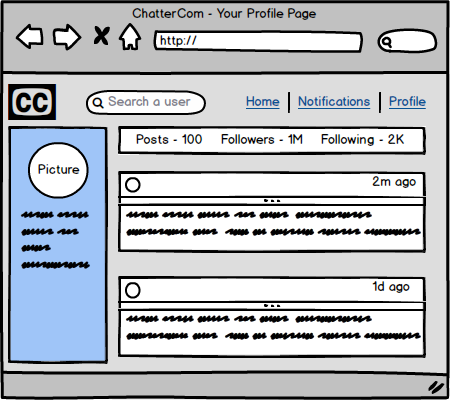 ChatterCom - Your Profile Page
http://
CC
Search a user
Home
Notifications
Profile
Picture
Posts - 100
Followers - 1M
Following - 2K
2m ago
1d ago